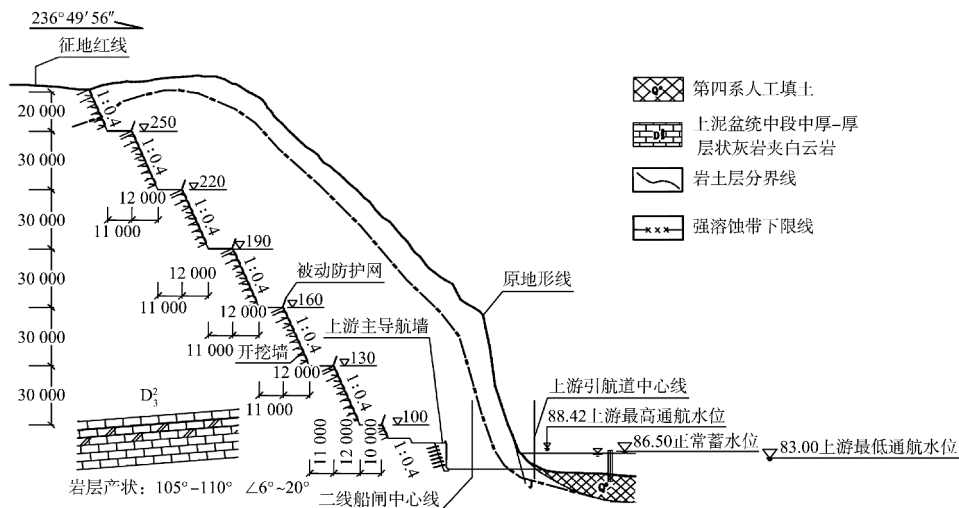 236°49′56″
征地红线
20 000
30 000
30 000
30 000
30 000
30 000
1:0.4
250
1:0.4
220
12 000
11 000
1:0.4
190
12 000
11 000
1:0.4
被动防护网
160
12 000
11 000
开挖墙
1:0.4
上游主导航墙
130
12 000
11 000
1:0.4
100
11 000
12 000
10 000
1:0.4
原地形线
上游引航道中心线
88.42上游最高通航水位
86.50正常蓄水位
83.00上游最低通航水位
二线船闸中心线
D₃²
岩层产状：105°-110° ∠6°~20°
第四系人工填土
上泥盆统中段中厚-厚
层状灰岩夹白云岩
岩土层分界线
强溶蚀带下限线